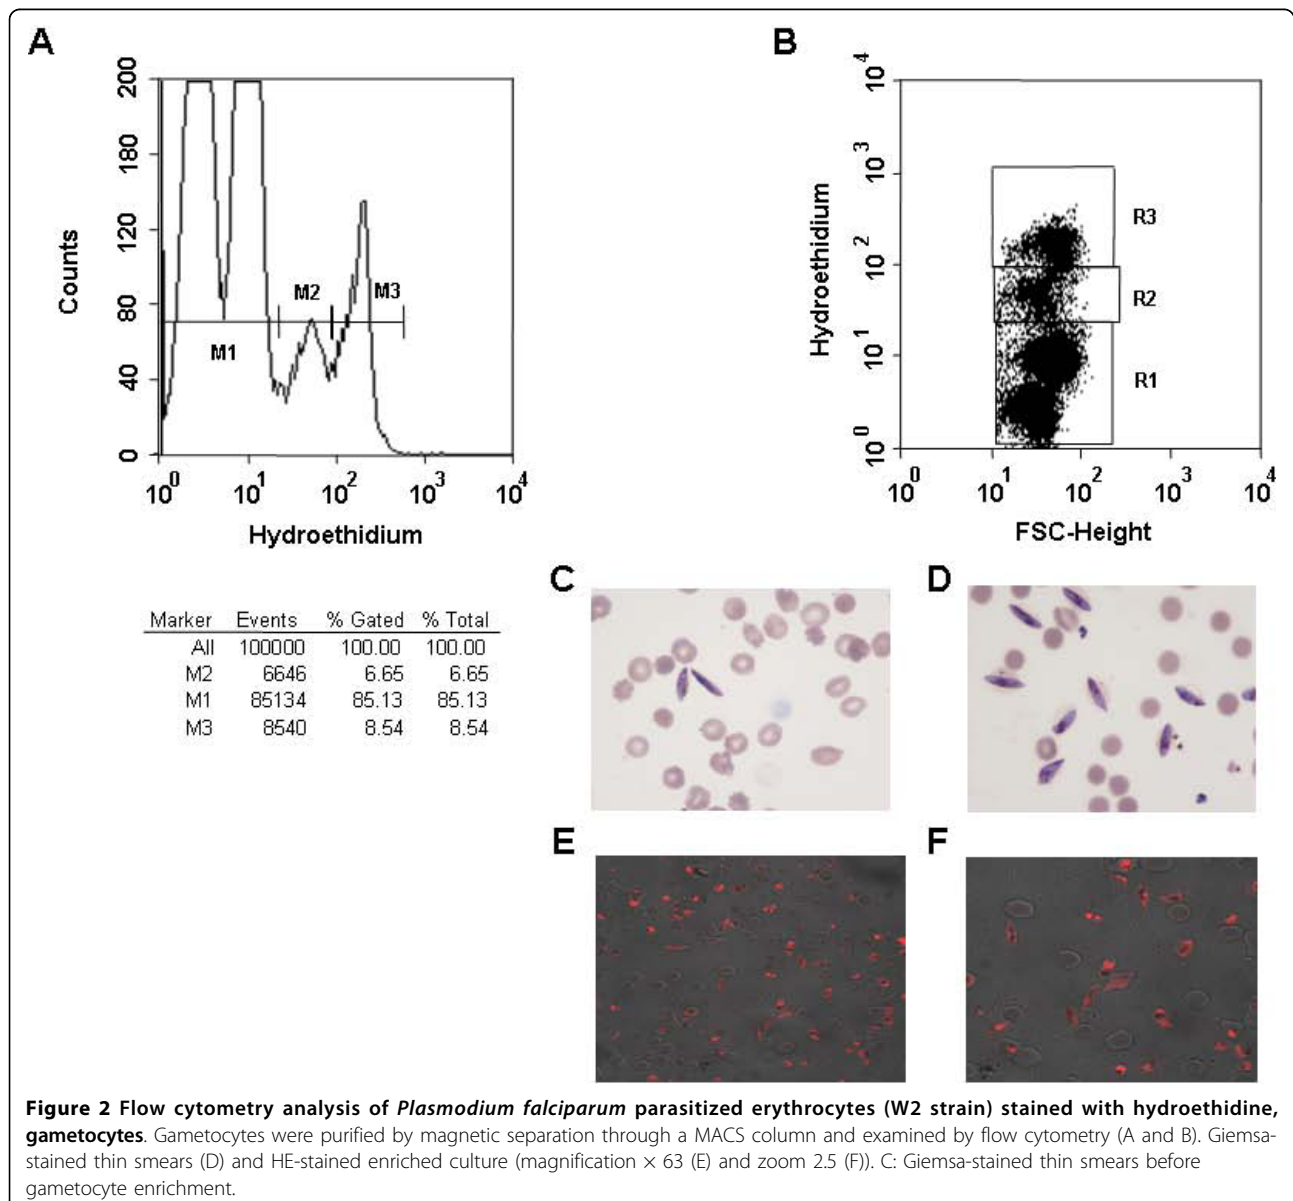 A
B
200
180
120
80
40
0
Counts
M1
M2
M3
10^0 10^1 10^2 10^3 10^4
Hydroethidium
10^4
10^3
10^2
10^1
10^0
Hydroethidium
R3
R2
R1
10^0 10^1 10^2 10^3 10^4
FSC-Height
Marker Events % Gated % Total
All 100000 100.00 100.00
M2 6646 6.65 6.65
M1 85134 85.13 85.13
M3 8540 8.54 8.54
C
D
E
F
Figure 2 Flow cytometry analysis of Plasmodium falciparum parasitized erythrocytes (W2 strain) stained with hydroethidine,
gametocytes. Gametocytes were purified by magnetic separation through a MACS column and examined by flow cytometry (A and B). Giemsa-
stained thin smears (D) and HE-stained enriched culture (magnification × 63 (E) and zoom 2.5 (F)). C: Giemsa-stained thin smears before
gametocyte enrichment.